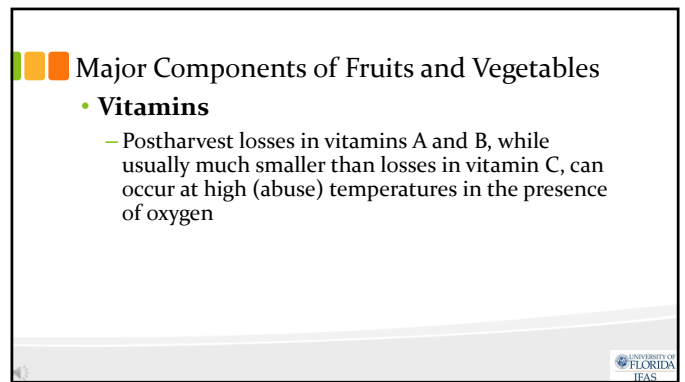 Major Components of Fruits and Vegetables
• Vitamins
– Postharvest losses in vitamins A and B, while
usually much smaller than losses in vitamin C, can
occur at high (abuse) temperatures in the presence
of oxygen
UNIVERSITY OF
FLORIDA
IFAS